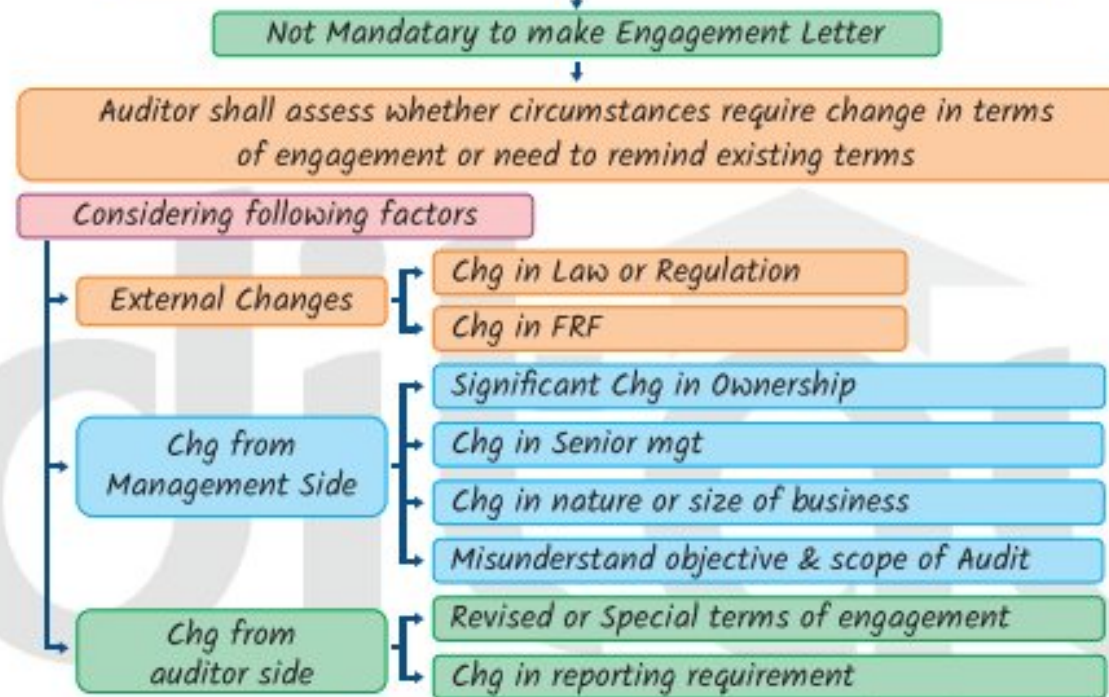 Not Mandatary to make Engagement Letter
Auditor shall assess whether circumstances require change in terms
of engagement or need to remind existing terms
Considering following factors
External Changes
Chg in Law or Regulation
Chg in FRF
Chg from
Management Side
Significant Chg in Ownership
Chg in Senior mgt
Chg in nature or size of business
Misunderstand objective & scope of Audit
Chg from
auditor side
Revised or Special terms of engagement
Chg in reporting requirement